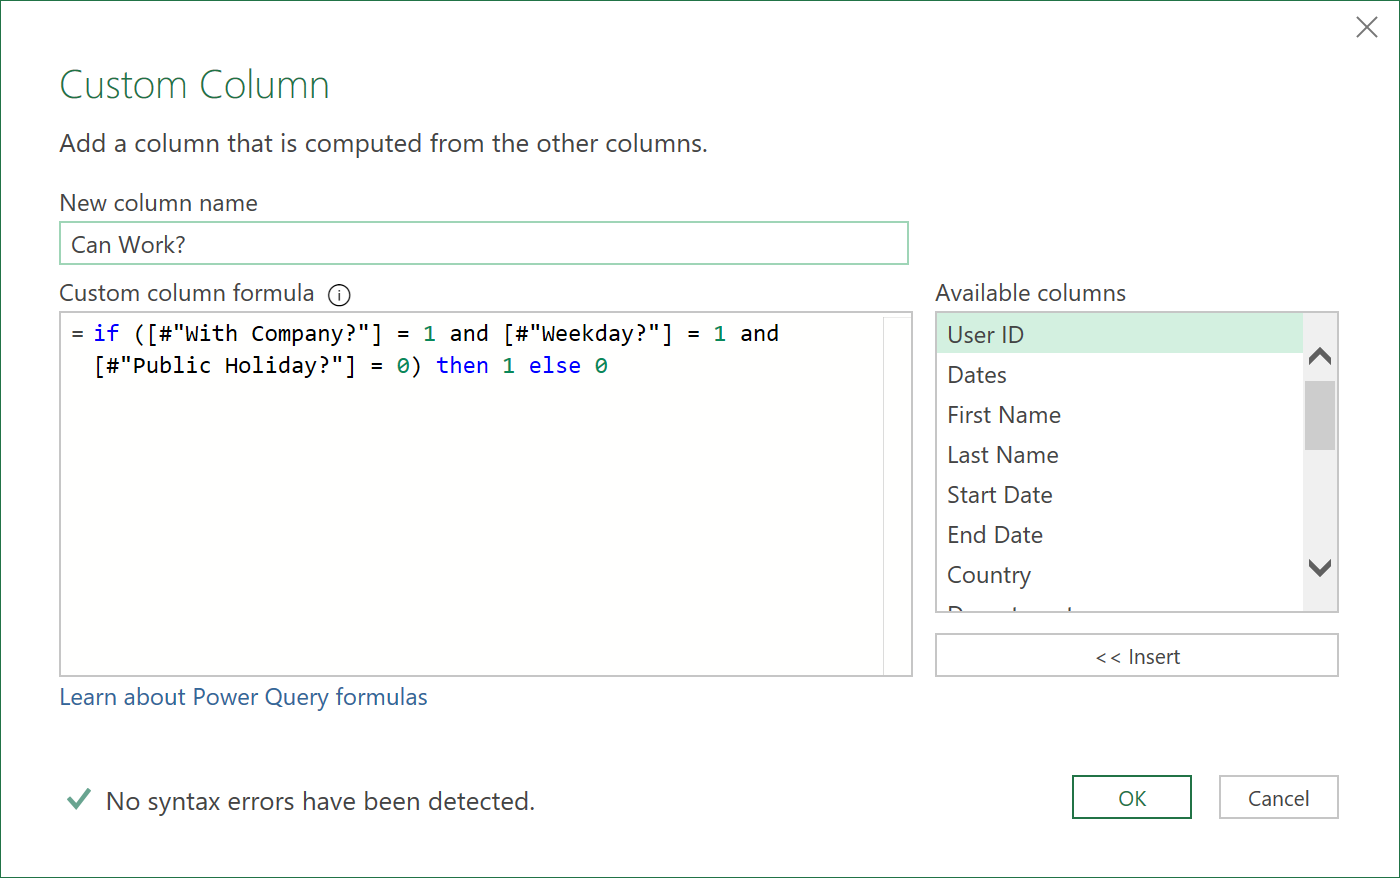 Custom Column
Add a column that is computed from the other columns.
New column name
Can Work?
Custom column formula
= if ([#"With Company?"] = 1 and [#"Weekday?"] = 1 and
[#"Public Holiday?"] = 0) then 1 else 0
Available columns
User ID
Dates
First Name
Last Name
Start Date
End Date
Country
<< Insert
Learn about Power Query formulas
No syntax errors have been detected.
OK
Cancel